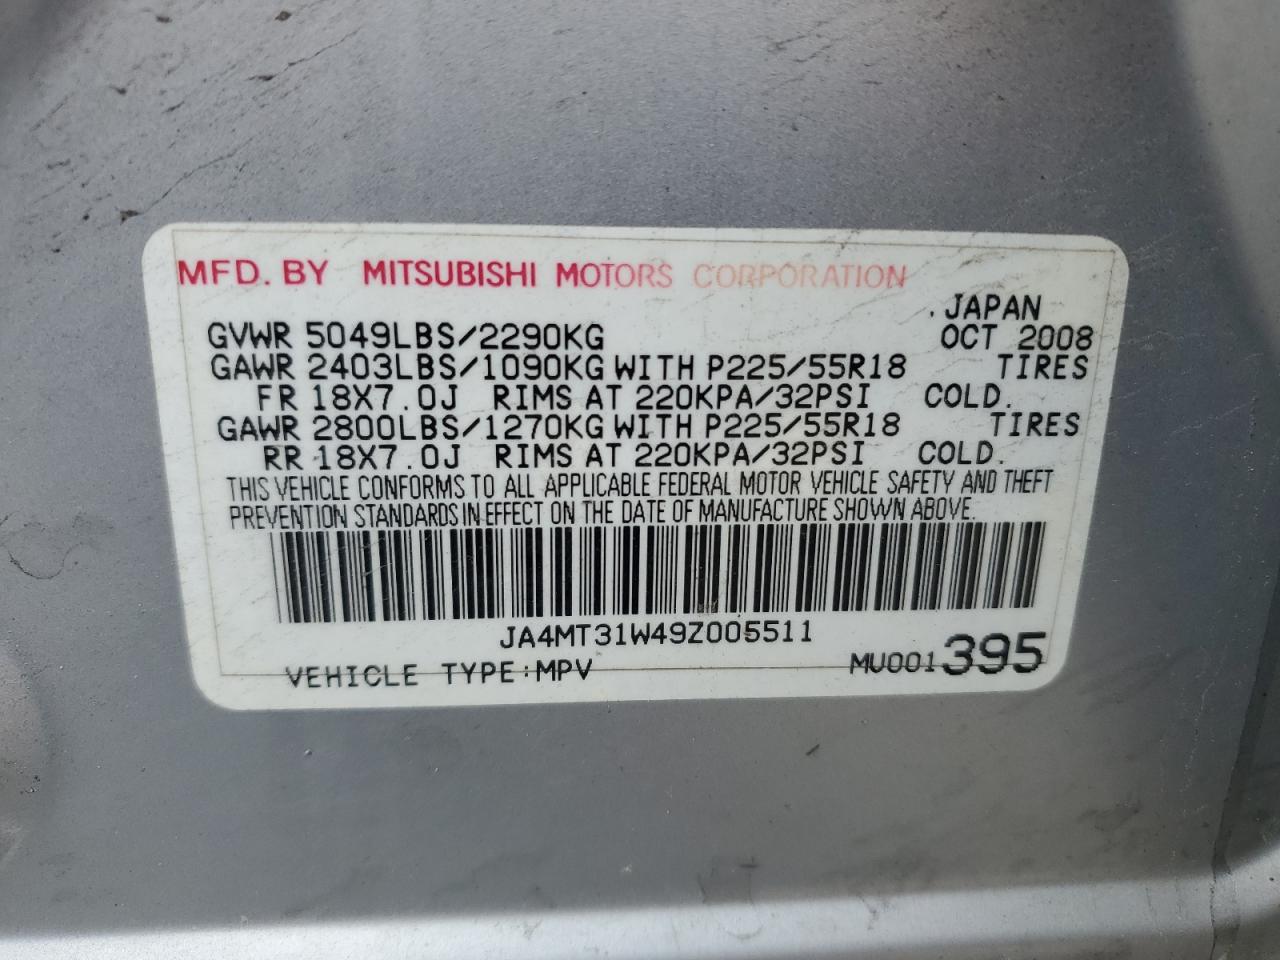 MFD. BY MITSUBISHI MOTORS CORPORATION
.JAPAN
GVWR 5049LBS/2290KG OCT 2008
GAWR 2403LBS/1090KG WITH P225/55R18 TIRES
FR 18X7.0J RIMS AT 220KPA/32PSI COLD.
GAWR 2800LBS/1270KG WITH P225/55R18 TIRES
RR 18X7.0J RIMS AT 220KPA/32PSI COLD.
THIS VEHICLE CONFORMS TO ALL APPLICABLE FEDERAL MOTOR VEHICLE SAFETY AND THEFT
PREVENTION STANDARDS IN EFFECT ON THE DATE OF MANUFACTURE SHOWN ABOVE.
JA4MT31W49Z005511
VEHICLE TYPE:MPV MU001395